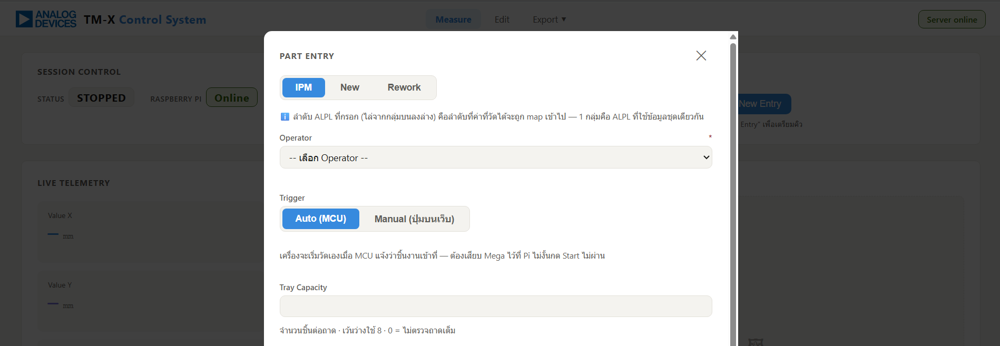 ANALOG DEVICES
TM-X Control System
Measure
Edit
Export ▼
Server online
SESSION CONTROL
STATUS STOPPED
RASPBERRY PI Online
New Entry
Entry" เพื่อเตรียมคิว
LIVE TELEMETRY
Value X
mm
Value Y
mm
PART ENTRY
IPM New Rework
ลำดับ ALPL ที่กรอก (ไล่จากกลุ่มบนลงล่าง) คือลำดับที่ค่าที่วัดได้จะถูก map เข้าไป — 1 กลุ่มคือ ALPL ที่ใช้ข้อมูลชุดเดียวกัน
Operator *
-- เลือก Operator --
Trigger
Auto (MCU) Manual (ปุ่มบนเว็บ)
เครื่องจะเริ่มวัดเองเมื่อ MCU แจ้งว่าชิ้นงานเข้าที่ — ต้องเสียบ Mega ไว้ที่ Pi ไม่งั้นกด Start ไม่ผ่าน
Tray Capacity
จำนวนชิ้นต่อถาด · เว้นว่างใช้ 8 · 0 = ไม่ตรวจถาดเต็ม